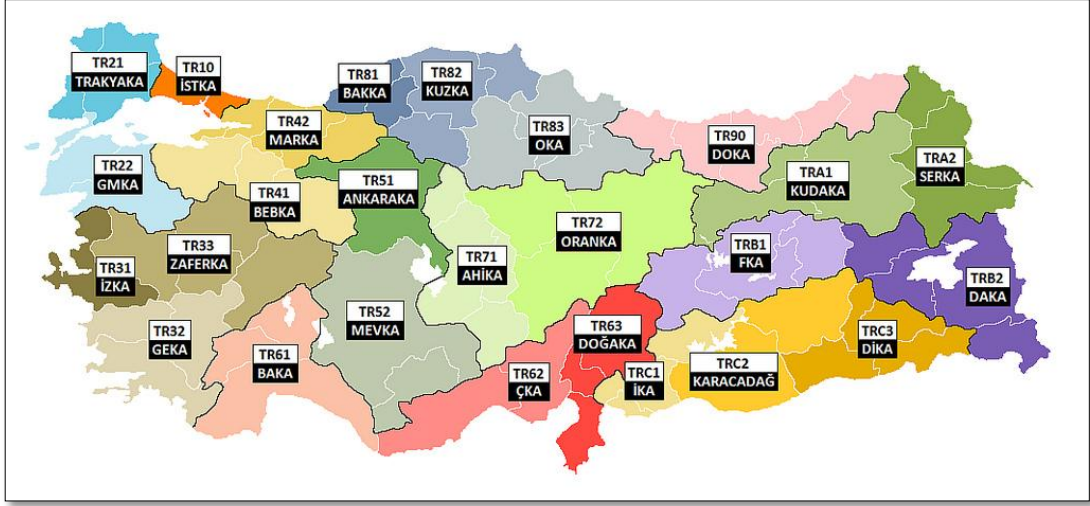 TR21
TRAKYAKA
TR10
İSTKA
TR81
BAKKA
TR82
KUZKA
TR42
MARKA
TR83
OKA
TR90
DOKA
TRA2
SERKA
TR22
GMKA
TRA1
KUDAKA
TR51
ANKARAKA
TR41
BEBKA
TR72
ORANKA
TR33
ZAFERKA
TR71
AHİKA
TRB1
FKA
TR31
İZKA
TRB2
DAKA
TR52
MEVKA
TR32
GEKA
TR63
DOĞAKA
TRC3
DİKA
TR61
BAKA
TR62
ÇKA
TRC1
İKA
TRC2
KARACADAĞ